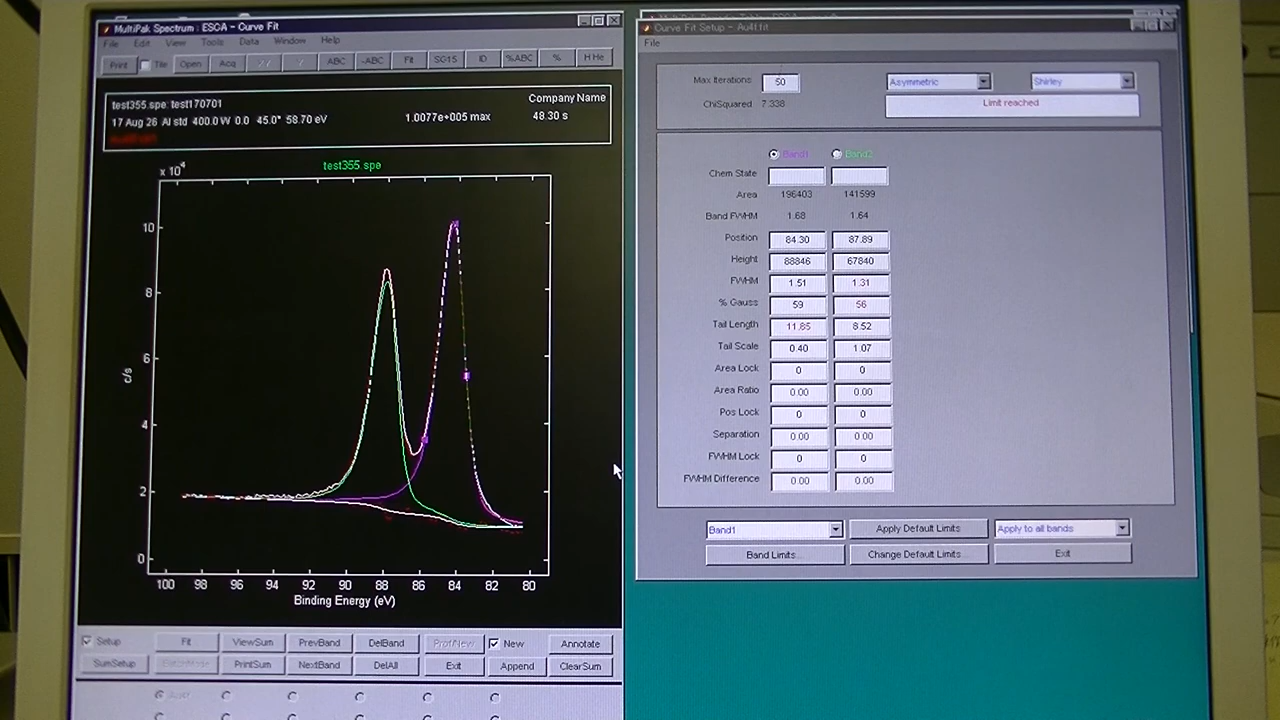 MultiPak Spectrum: ESCA - Curve Fit
File Edit View Tools Data Window Help
Print Tile Open Acq ABC -ABC Fit SG15 ID %ABC % H He
test355.spe: test170701 Company Name
17 Aug 26 Al std 400.0 W 0.0 45.0° 58.70 eV 1.0077e+005 max 48.30 s
test355.spe
x 10⁴
10
8
6
4
2
0
c/s
100 98 96 94 92 90 88 86 84 82 80
Binding Energy (eV)
Setup Fit ViewSum PrevBand DelBand Prof/New New Annotate
SumSetup PrintSum NextBand DelAll Exit Append ClearSum
Curve Fit Setup - Au4f.fit
File
Max Iterations 50 Asymmetric Shirley
ChiSquared 7.338 Limit reached
Band1 Band2
Chem State
Area 196403 141599
Band FWHM 1.68 1.64
Position 84.30 87.89
Height 88846 67840
FWHM 1.51 1.31
% Gauss 59 56
Tail Length 11.85 8.52
Tail Scale 0.40 1.07
Area Lock 0 0
Area Ratio 0.00 0.00
Pos Lock 0 0
Separation 0.00 0.00
FWHM Lock 0 0
FWHM Difference 0.00 0.00
Band1 Apply Default Limits Apply to all bands
Band Limits... Change Default Limits... Exit